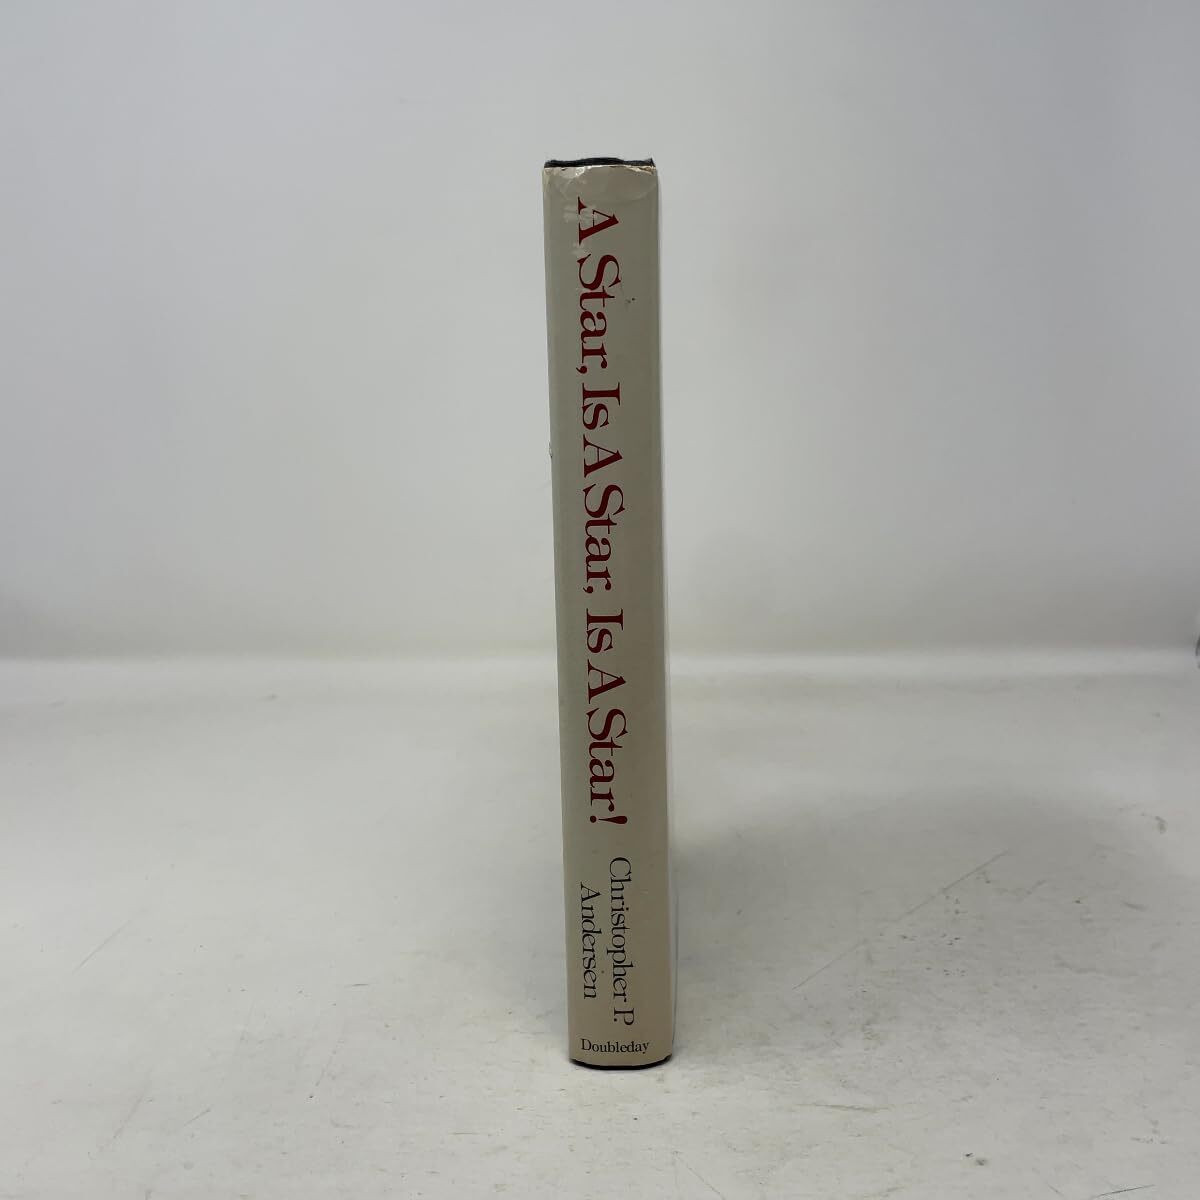 A Star, Is A Star, Is A Star!
Christopher P.
Andersen
Doubleday